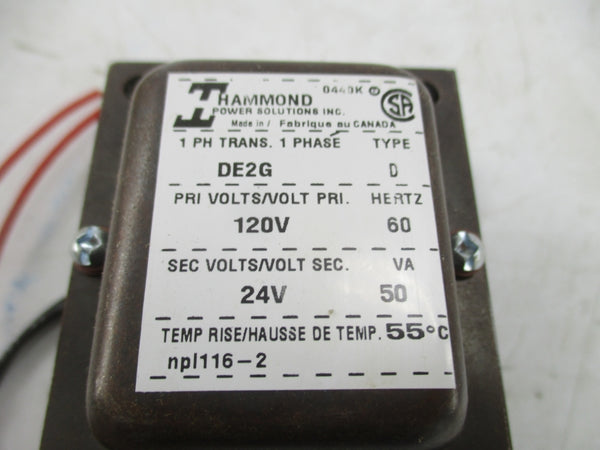 0443K
HAMMOND
POWER SOLUTIONS INC.
Made in / Fabrique au CANADA
SA
1 PH TRANS. 1 PHASE TYPE
DE2G D
PRI VOLTS/VOLT PRI. HERTZ
120V 60
SEC VOLTS/VOLT SEC. VA
24V 50
TEMP RISE/HAUSSE DE TEMP. 55°C
npl116-2